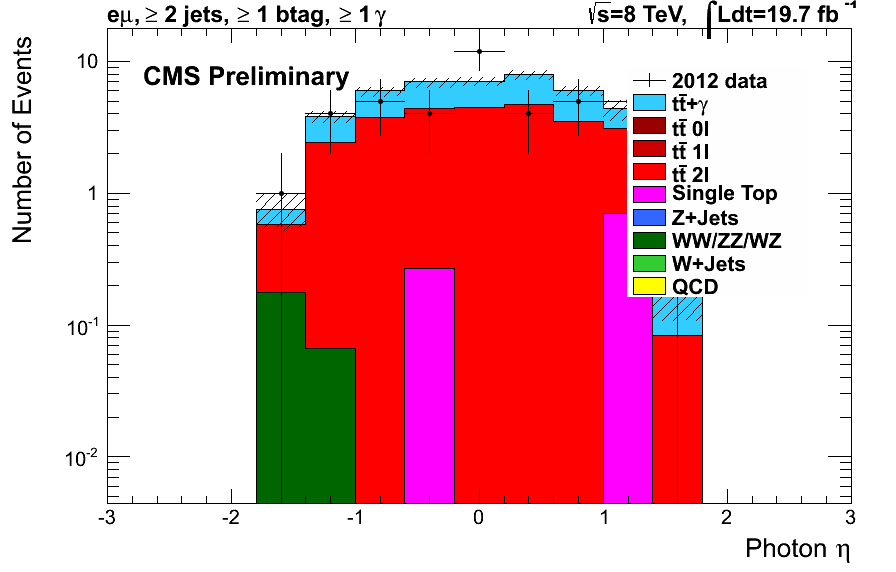 eμ, ≥ 2 jets, ≥ 1 btag, ≥ 1 γ
√s=8 TeV, ∫Ldt=19.7 fb⁻¹
CMS Preliminary
2012 data
tt̄+γ
tt̄ 0l
tt̄ 1l
tt̄ 2l
Single Top
Z+Jets
WW/ZZ/WZ
W+Jets
QCD
Number of Events
10
1
10⁻¹
10⁻²
-3 -2 -1 0 1 2 3
Photon η